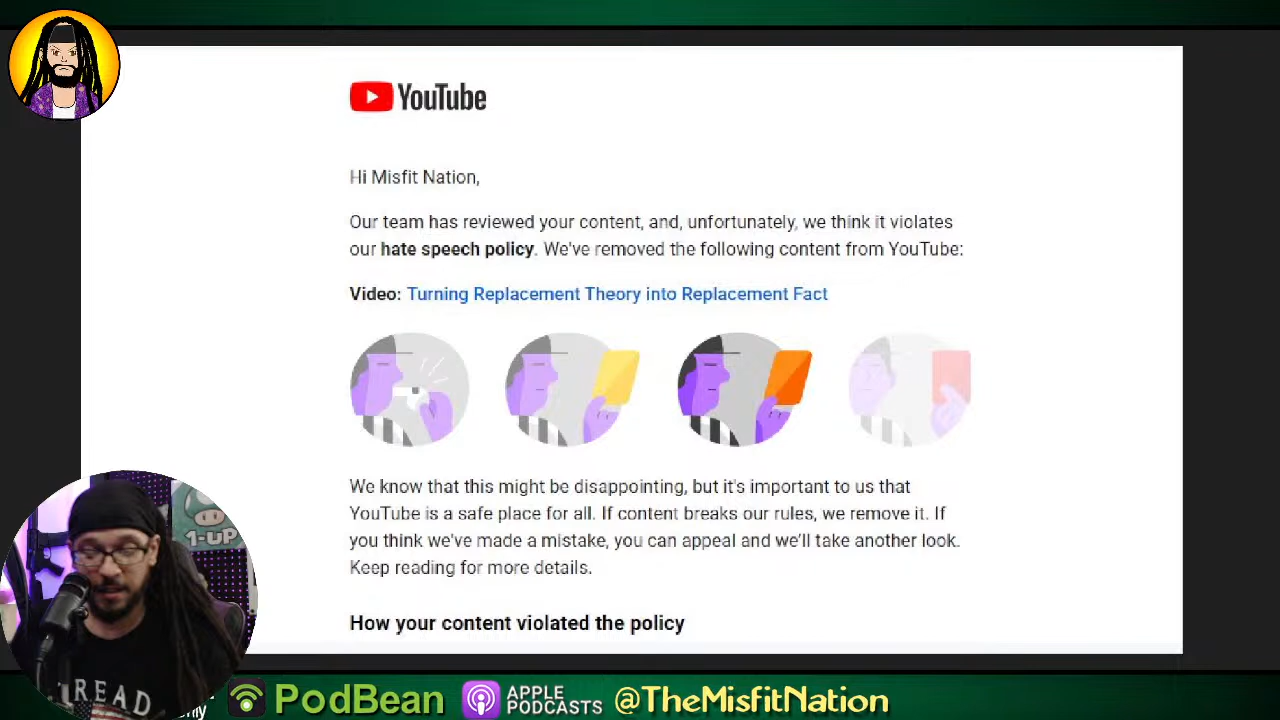 YouTube
Hi Misfit Nation,
Our team has reviewed your content, and, unfortunately, we think it violates
our hate speech policy. We've removed the following content from YouTube:
Video: Turning Replacement Theory into Replacement Fact
We know that this might be disappointing, but it's important to us that
YouTube is a safe place for all. If content breaks our rules, we remove it. If
you think we've made a mistake, you can appeal and we'll take another look.
Keep reading for more details.
How your content violated the policy
1-UP
READ
PodBean
APPLE
PODCASTS
@TheMisfitNation